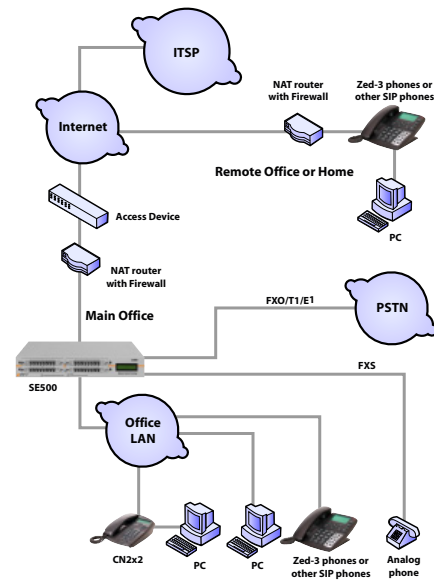 ITSP
NAT router
with Firewall
Zed-3 phones or
other SIP phones
Internet
Remote Office or Home
Access Device
PC
NAT router
with Firewall
Main Office
FXO/T1/E1
PSTN
FXS
SE500
Office
LAN
CN2x2
PC
PC
Zed-3 phones or
other SIP phones
Analog
phone